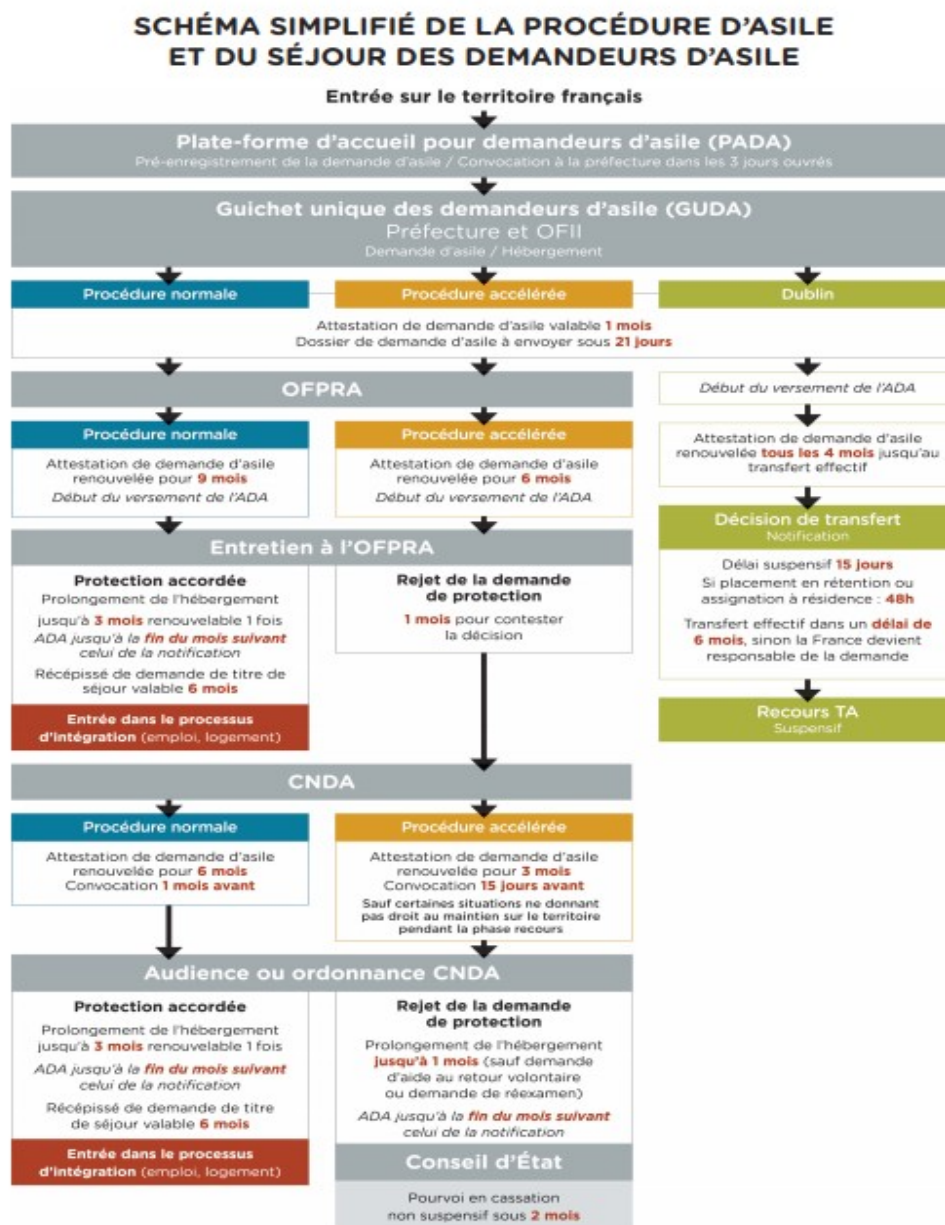 SCHÉMA SIMPLIFIÉ DE LA PROCÉDURE D'ASILE
ET DU SÉJOUR DES DEMANDEURS D'ASILE
Entrée sur le territoire français
Plate-forme d'accueil pour demandeurs d'asile (PADA)
Pré-enregistrement de la demande d'asile / Convocation à la préfecture dans les 3 jours ouvrés
Guichet unique des demandeurs d'asile (GUDA)
Préfecture et OFII
Demande d'asile / Hébergement
Procédure normale
Procédure accélérée
Dublin
Attestation de demande d'asile valable 1 mois
Dossier de demande d'asile à envoyer sous 21 jours
OFPRA
Procédure normale
Attestation de demande d'asile
renouvelée pour 9 mois
Début du versement de l'ADA
Procédure accélérée
Attestation de demande d'asile
renouvelée pour 6 mois
Début du versement de l'ADA
Début du versement de l'ADA
Attestation de demande d'asile
renouvelée tous les 4 mois jusqu'au
transfert effectif
Décision de transfert
Notification
Délai suspensif 15 jours
Si placement en rétention ou
assignation à résidence : 48h
Transfert effectif dans un délai de
6 mois, sinon la France devient
responsable de la demande
Recours TA
Suspensif
Entretien à l'OFPRA
Protection accordée
Prolongement de l'hébergement
jusqu'à 3 mois renouvelable 1 fois
ADA jusqu'à la fin du mois suivant
celui de la notification
Récépissé de demande de titre de
séjour valable 6 mois
Entrée dans le processus
d'intégration (emploi, logement)
Rejet de la demande
de protection
1 mois pour contester
la décision
CNDA
Procédure normale
Attestation de demande d'asile
renouvelée pour 6 mois
Convocation 1 mois avant
Procédure accélérée
Attestation de demande d'asile
renouvelée pour 3 mois
Convocation 15 jours avant
Sauf certaines situations ne donnant
pas droit au maintien sur le territoire
pendant la phase recours
Audience ou ordonnance CNDA
Protection accordée
Prolongement de l'hébergement
jusqu'à 3 mois renouvelable 1 fois
ADA jusqu'à la fin du mois suivant
celui de la notification
Récépissé de demande de titre
de séjour valable 6 mois
Entrée dans le processus
d'intégration (emploi, logement)
Rejet de la demande
de protection
Prolongement de l'hébergement
jusqu'à 1 mois (sauf demande
d'aide au retour volontaire
ou demande de réexamen)
ADA jusqu'à la fin du mois suivant
celui de la notification
Conseil d'État
Pourvoi en cassation
non suspensif sous 2 mois